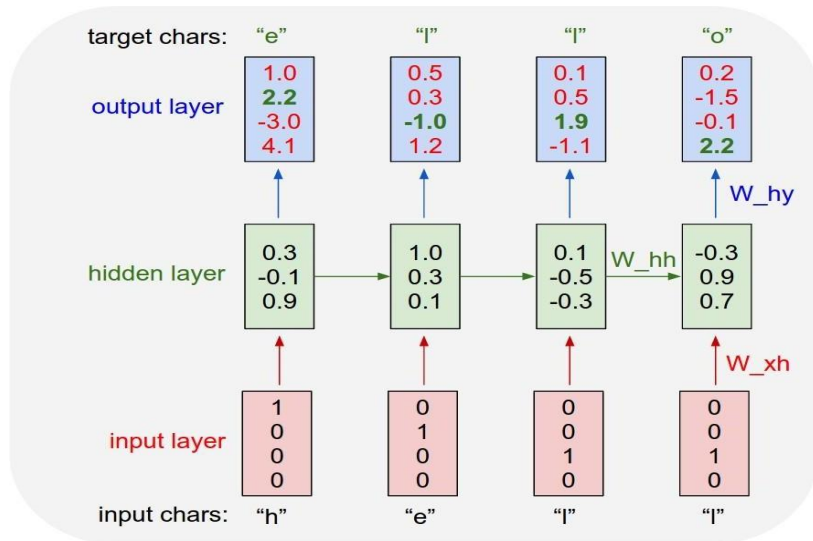 target chars: “e” “l” “l” “o”
output layer
1.0 0.5 0.1 0.2
2.2 0.3 0.5 -1.5
-3.0 -1.0 1.9 -0.1
4.1 1.2 -1.1 2.2
W_hy
hidden layer
0.3 1.0 0.1 -0.3
-0.1 0.3 -0.5 0.9
0.9 0.1 -0.3 0.7
W_hh
W_xh
input layer
1 0 0 0
0 1 0 0
0 0 1 1
0 0 0 0
input chars: “h” “e” “l” “l”